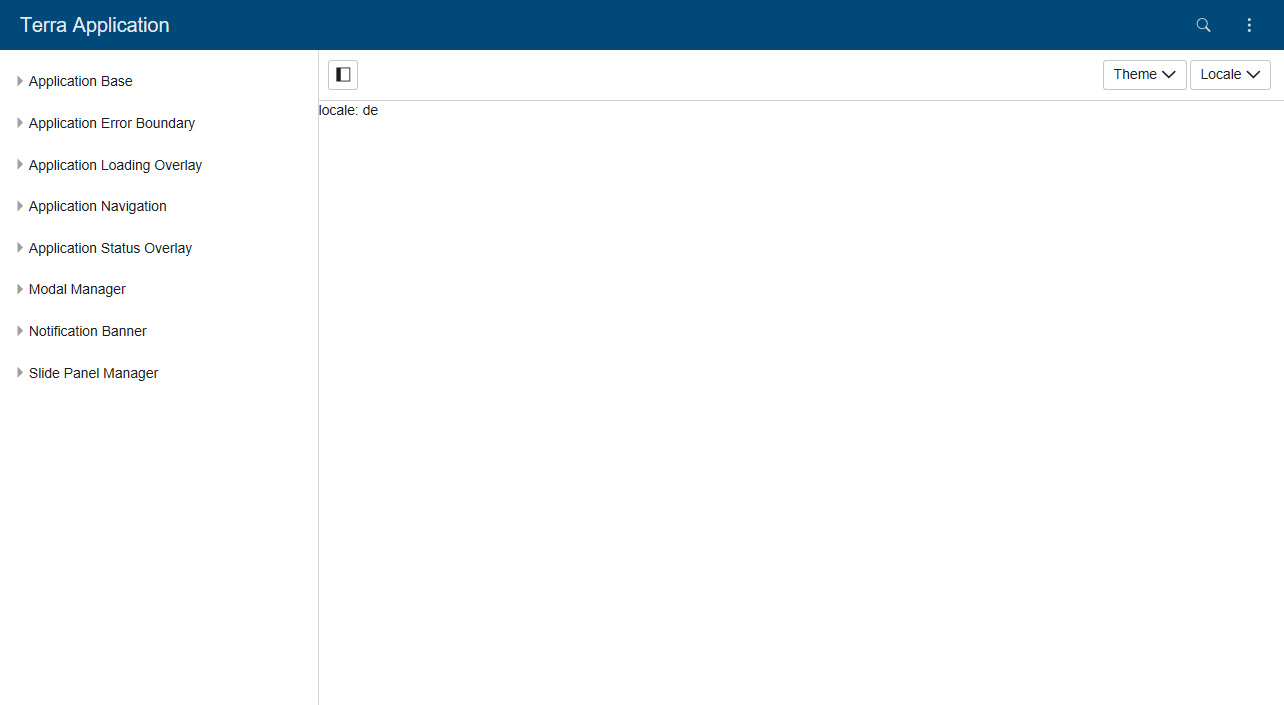 Terra Application
Application Base
Application Error Boundary
Application Loading Overlay
Application Navigation
Application Status Overlay
Modal Manager
Notification Banner
Slide Panel Manager
Theme Locale
locale: de